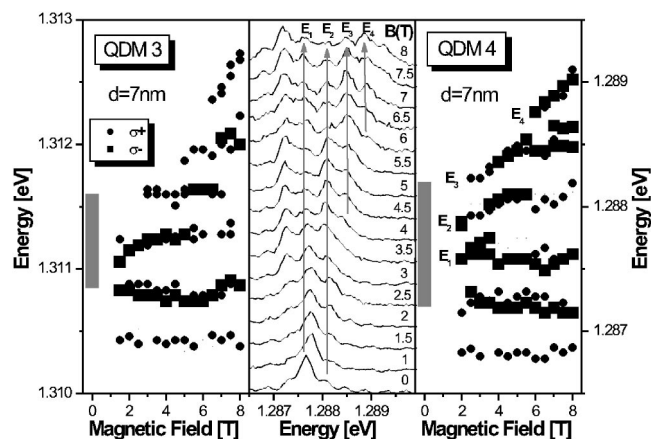 1.313
1.312
1.311
1.310
Energy [eV]
QDM 3
d=7nm
σ+
σ-
0 2 4 6 8
Magnetic Field [T]
E1 E2 E3 E4 B(T)
8
7.5
7
6.5
6
5.5
5
4.5
4
3.5
3
2.5
2
1.5
1
0
1.287 1.288 1.289
Energy [eV]
QDM 4
d=7nm
E4
E3
E2
E1
0 2 4 6 8
Magnetic Field [T]
1.289
1.288
1.287
Energy [eV]